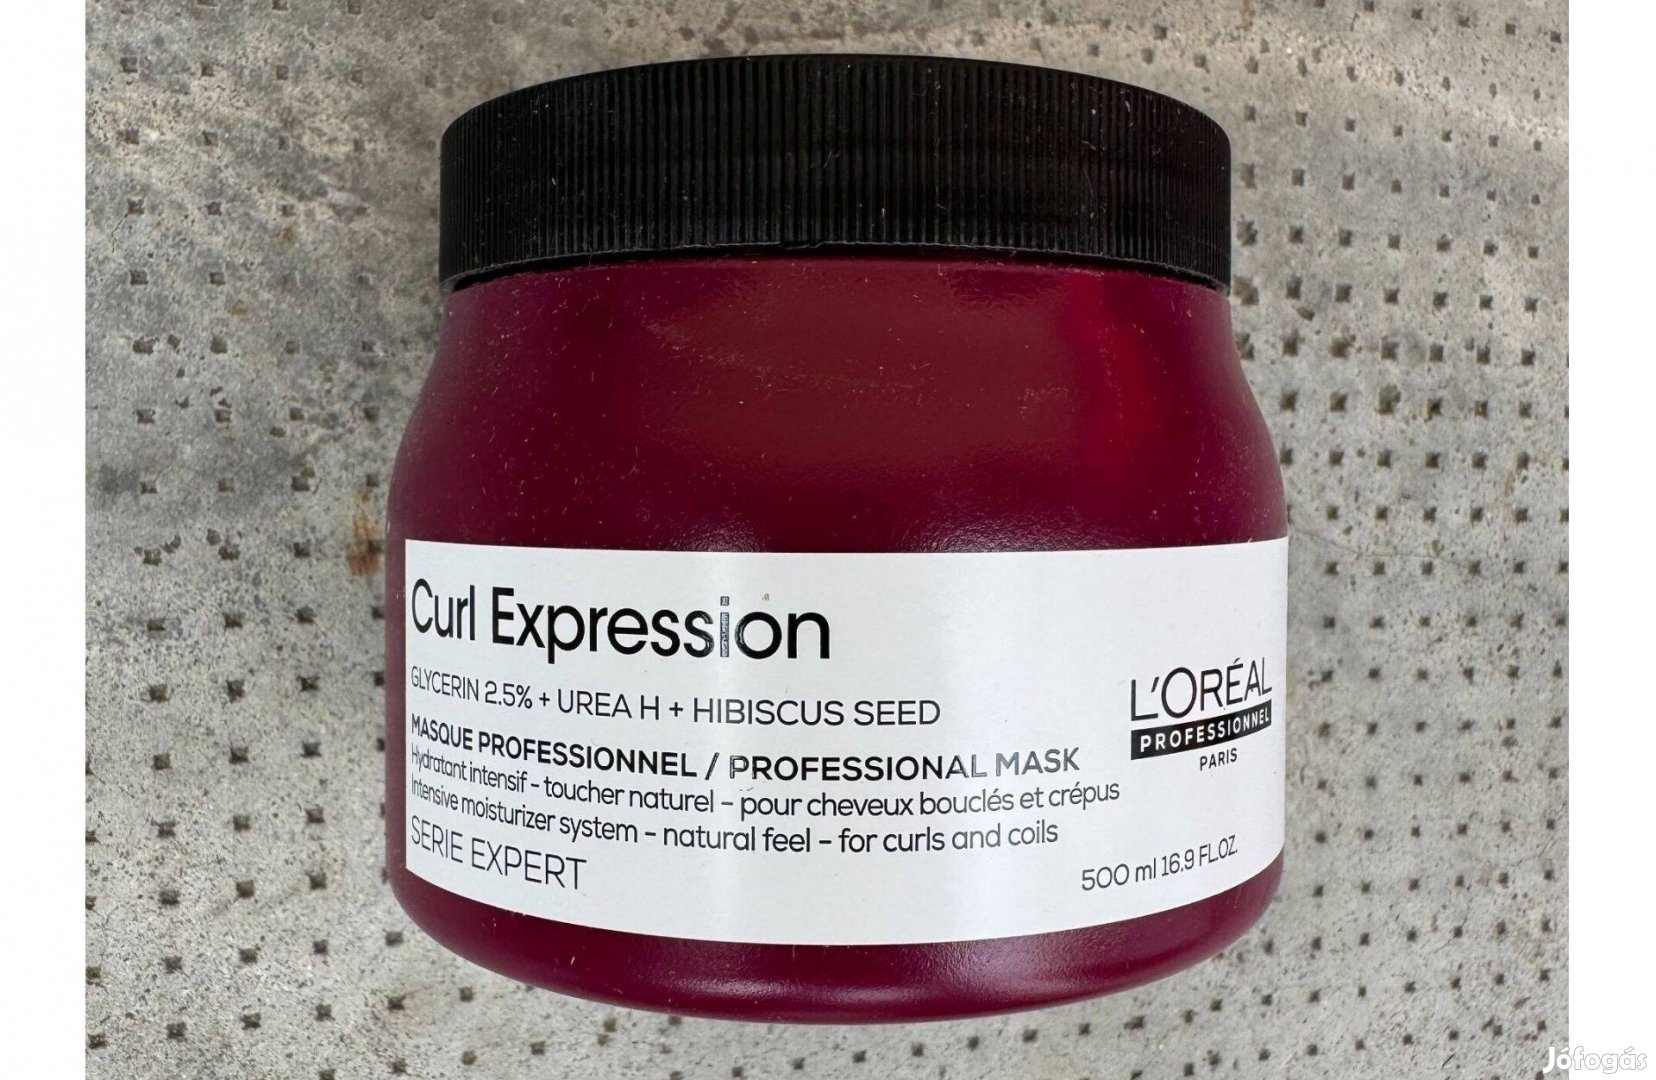 Curl Expression
GLYCERIN 2.5% + UREA H + HIBISCUS SEED
MASQUE PROFESSIONNEL / PROFESSIONAL MASK
Hydratant intensif – toucher naturel – pour cheveux bouclés et crépus
Intensive moisturizer system – natural feel – for curls and coils
SERIE EXPERT
L'ORÉAL
PROFESSIONNEL
PARIS
500 ml 16.9 FL.OZ.
Jófogás